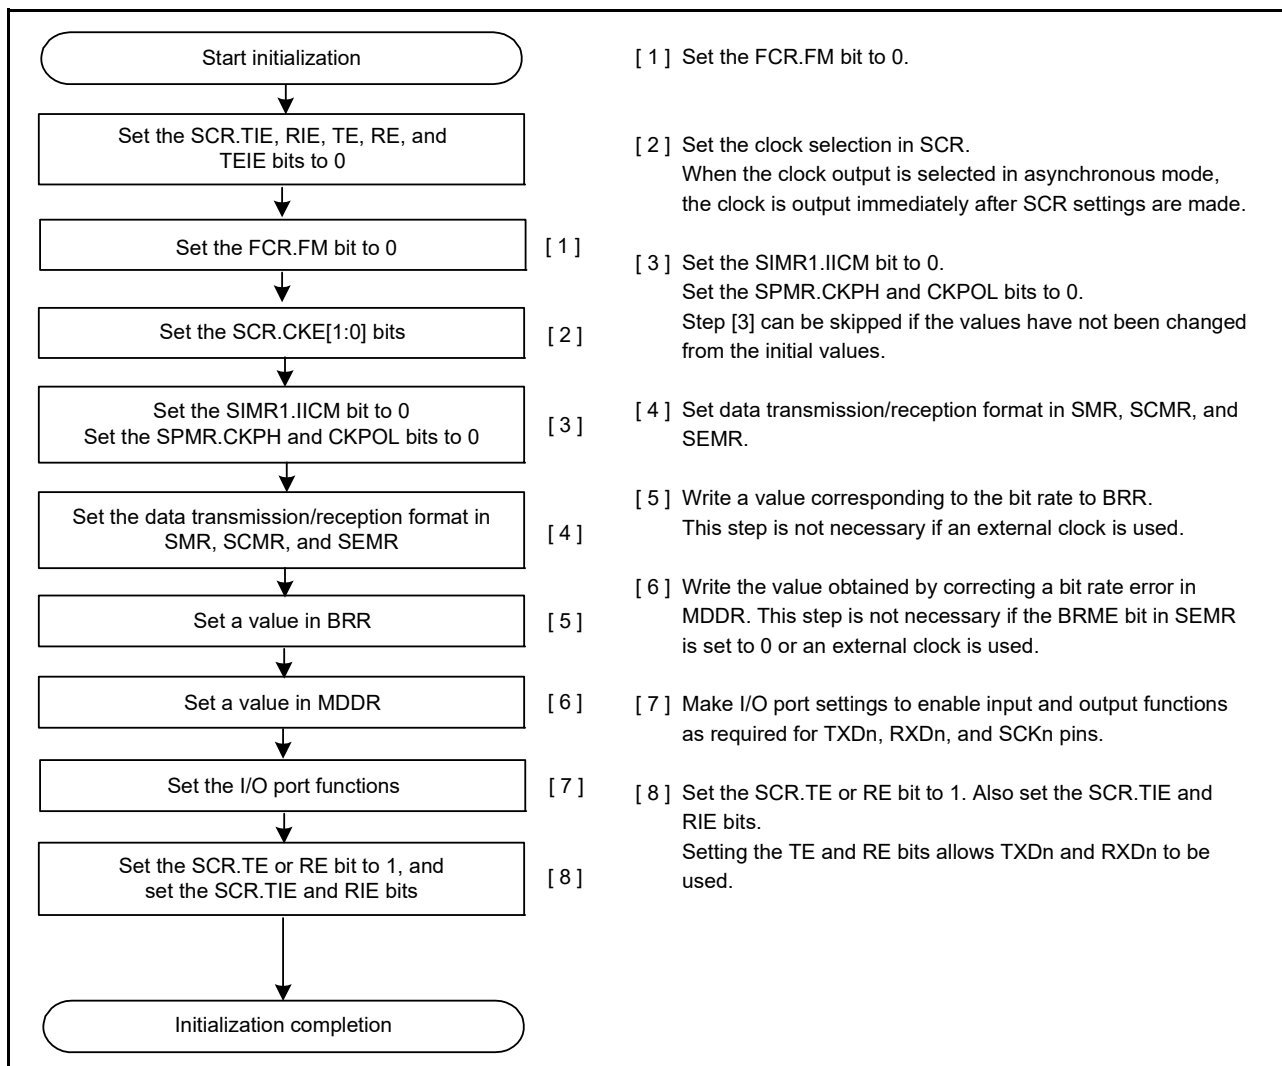 Start initialization
Set the SCR.TIE, RIE, TE, RE, and
TEIE bits to 0
Set the FCR.FM bit to 0
[ 1 ]
Set the SCR.CKE[1:0] bits
[ 2 ]
Set the SIMR1.IICM bit to 0
Set the SPMR.CKPH and CKPOL bits to 0
[ 3 ]
Set the data transmission/reception format in
SMR, SCMR, and SEMR
[ 4 ]
Set a value in BRR
[ 5 ]
Set a value in MDDR
[ 6 ]
Set the I/O port functions
[ 7 ]
Set the SCR.TE or RE bit to 1, and
set the SCR.TIE and RIE bits
[ 8 ]
Initialization completion
[ 1 ] Set the FCR.FM bit to 0.
[ 2 ] Set the clock selection in SCR.
When the clock output is selected in asynchronous mode,
the clock is output immediately after SCR settings are made.
[ 3 ] Set the SIMR1.IICM bit to 0.
Set the SPMR.CKPH and CKPOL bits to 0.
Step [3] can be skipped if the values have not been changed
from the initial values.
[ 4 ] Set data transmission/reception format in SMR, SCMR, and
SEMR.
[ 5 ] Write a value corresponding to the bit rate to BRR.
This step is not necessary if an external clock is used.
[ 6 ] Write the value obtained by correcting a bit rate error in
MDDR. This step is not necessary if the BRME bit in SEMR
is set to 0 or an external clock is used.
[ 7 ] Make I/O port settings to enable input and output functions
as required for TXDn, RXDn, and SCKn pins.
[ 8 ] Set the SCR.TE or RE bit to 1. Also set the SCR.TIE and
RIE bits.
Setting the TE and RE bits allows TXDn and RXDn to be
used.